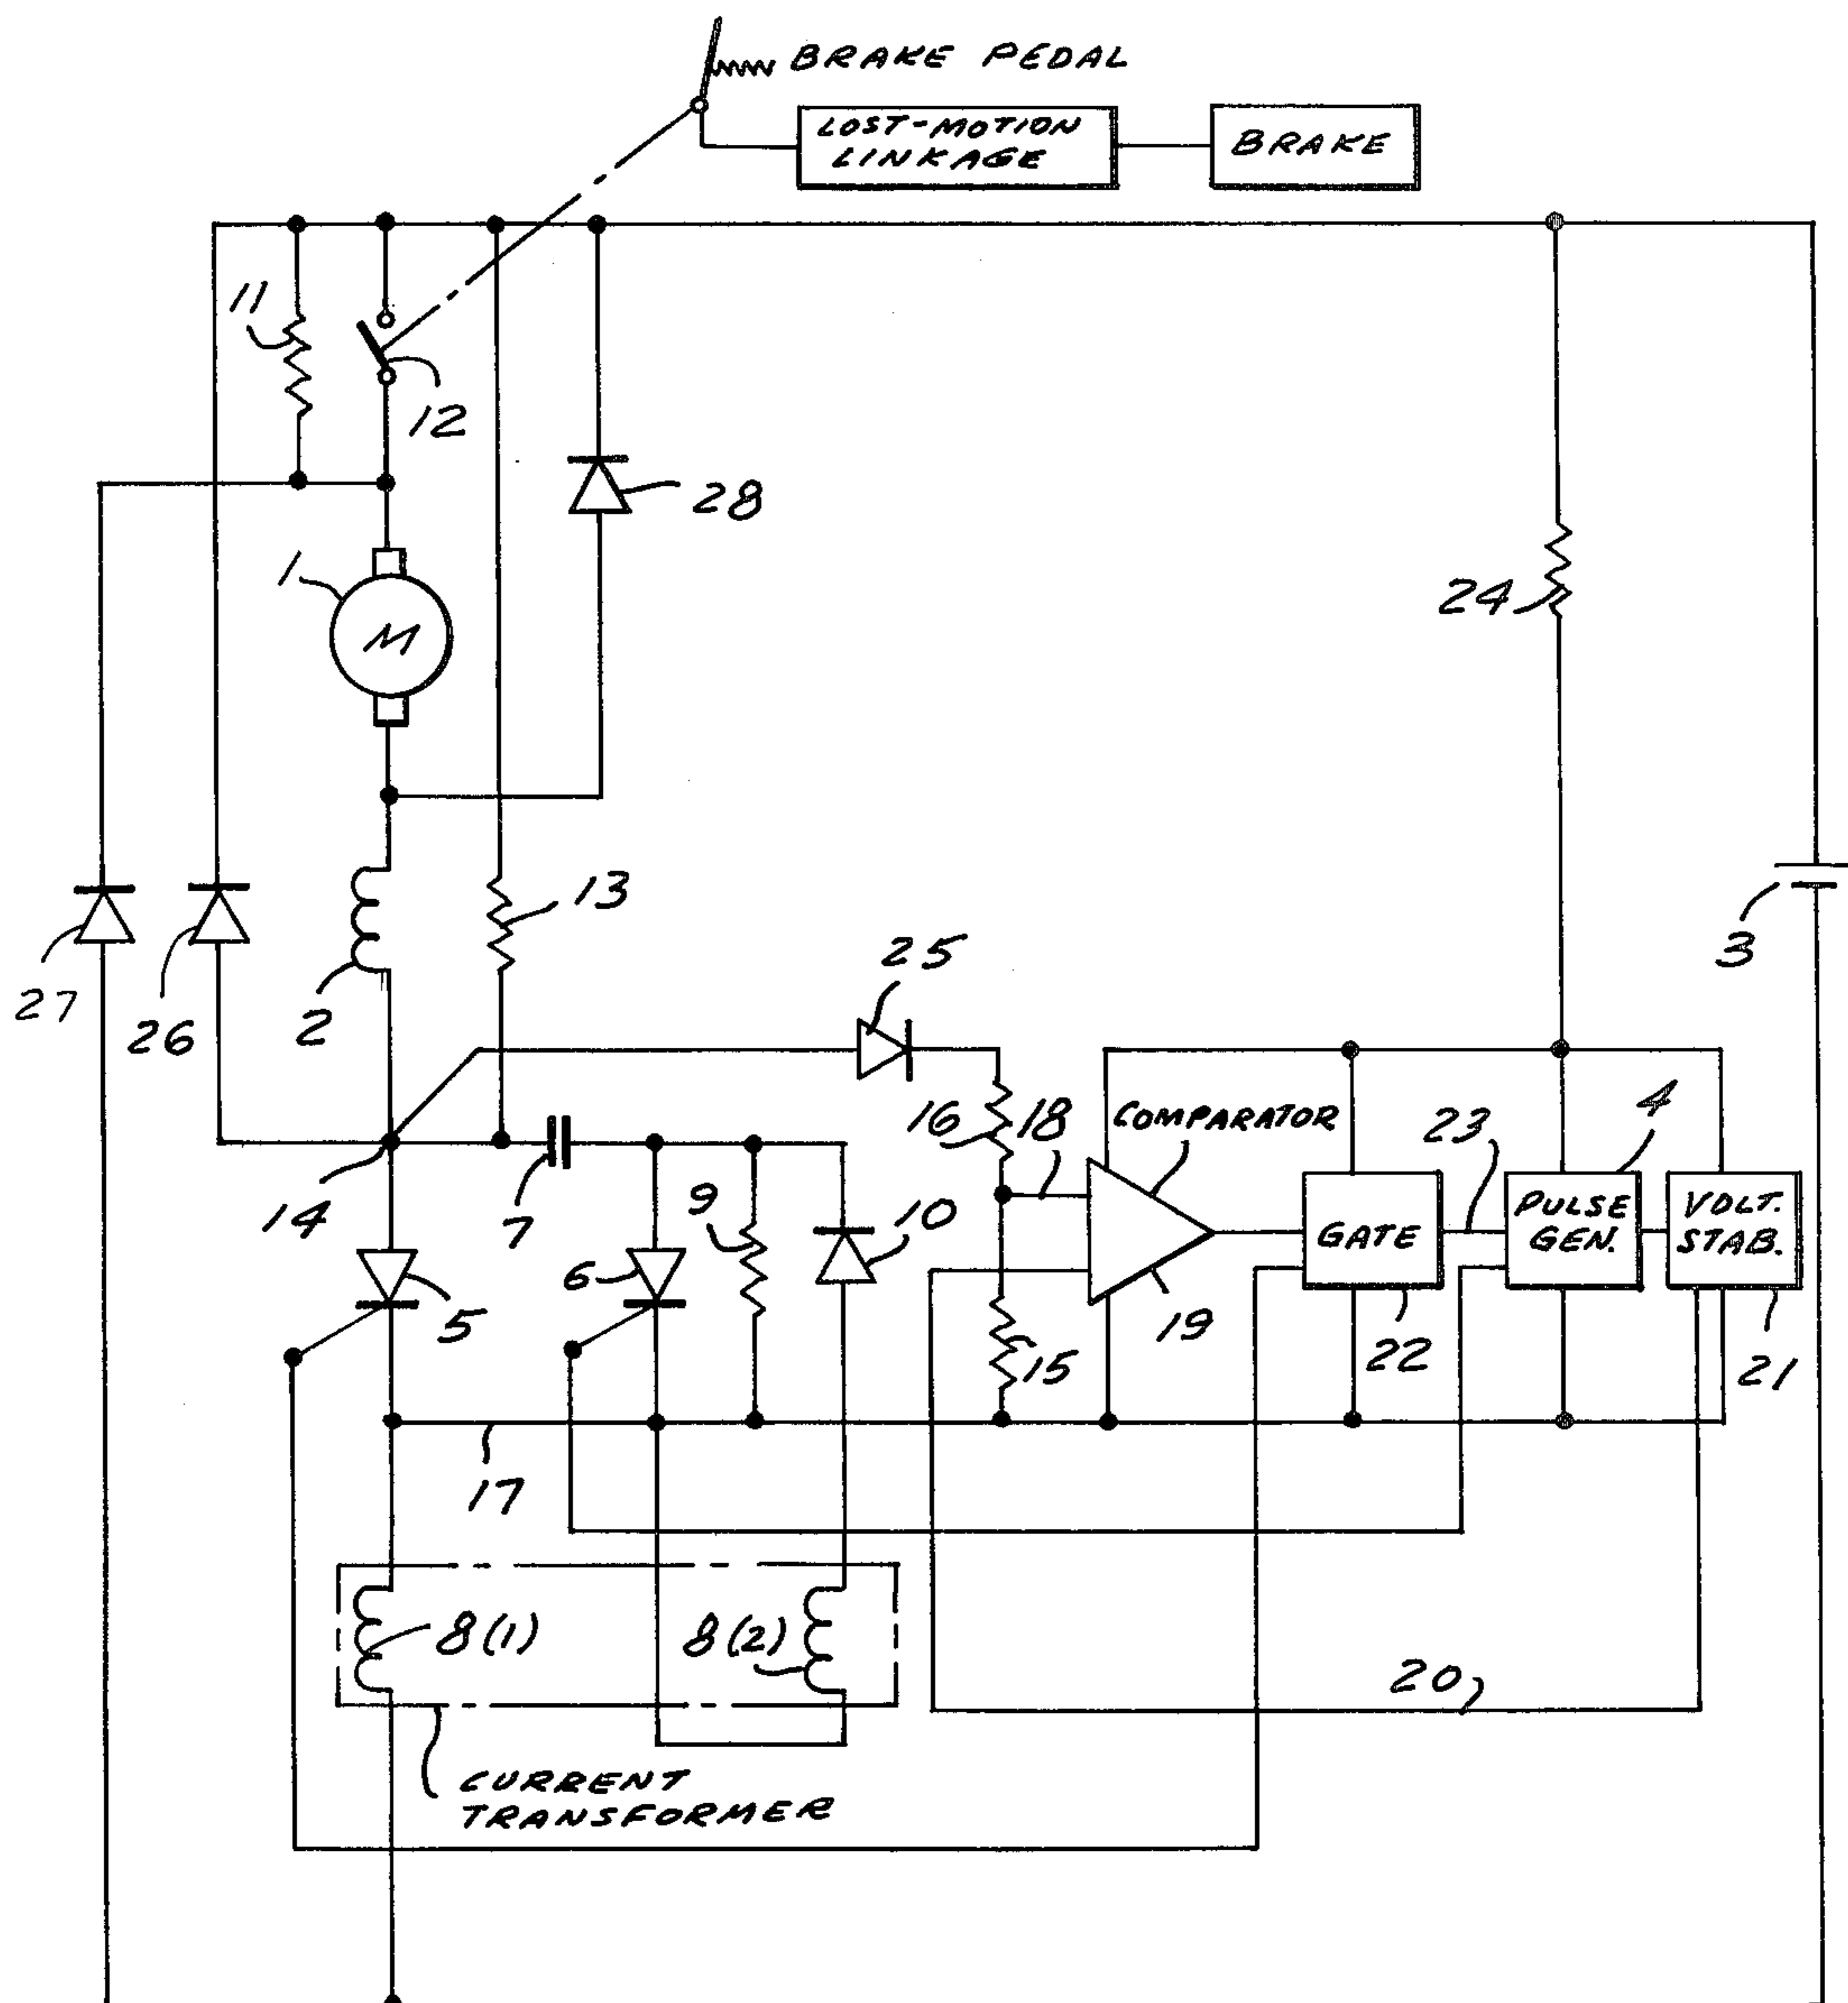 BRAKE PEDAL
LOST-MOTION
LINKAGE
BRAKE
11
12
28
1
M
24
3
13
25
27
26
2
16
18
COMPARATOR
23
4
14
7
9
10
GATE
PULSE
GEN.
VOLT.
STAB.
6
5
15
19
22
21
17
8(1)
8(2)
20
CURRENT
TRANSFORMER